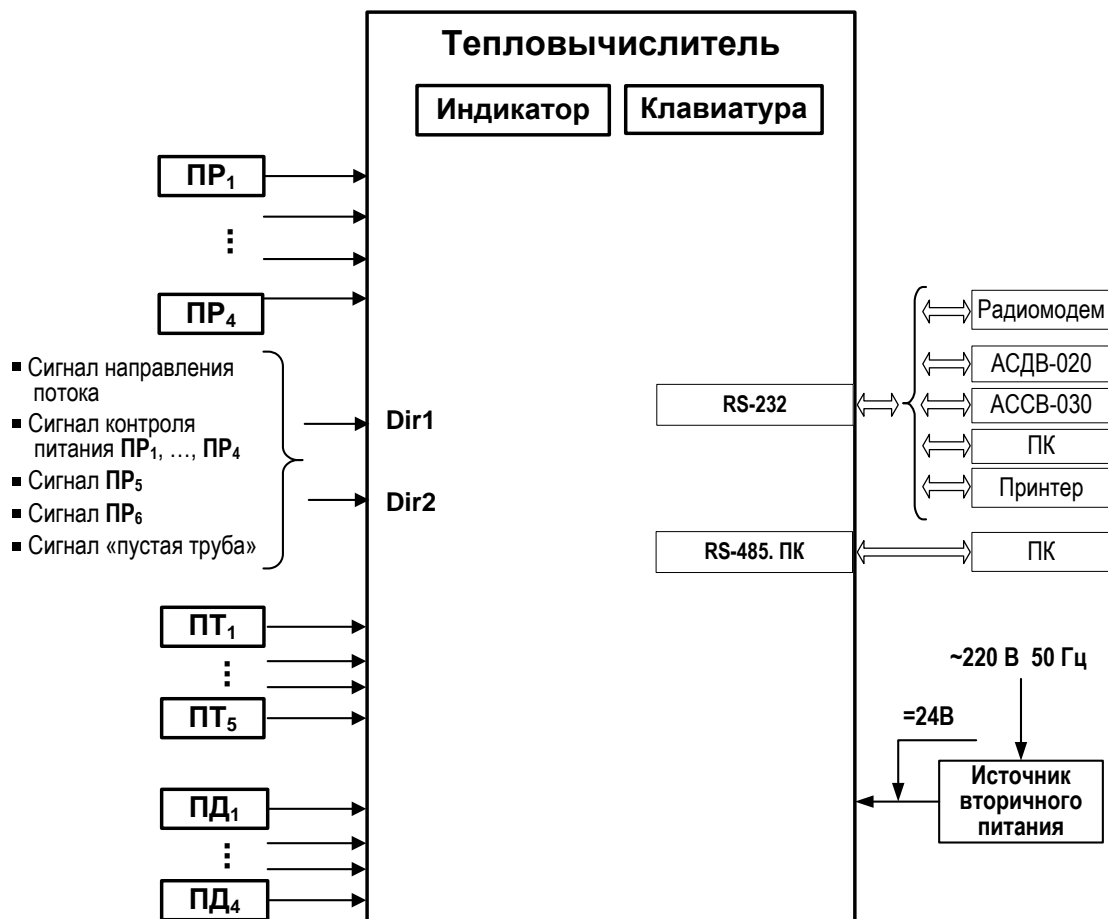 Тепловычислитель
Индикатор
Клавиатура
ПР₁
⋮
ПР₄
▪ Сигнал направления
потока
▪ Сигнал контроля
питания ПР₁, …, ПР₄
▪ Сигнал ПР₅
▪ Сигнал ПР₆
▪ Сигнал «пустая труба»
Dir1
Dir2
ПТ₁
⋮
ПТ₅
ПД₁
⋮
ПД₄
RS-232
RS-485. ПК
Радиомодем
АСДВ-020
АССВ-030
ПК
Принтер
ПК
~220 В 50 Гц
=24В
Источник
вторичного
питания